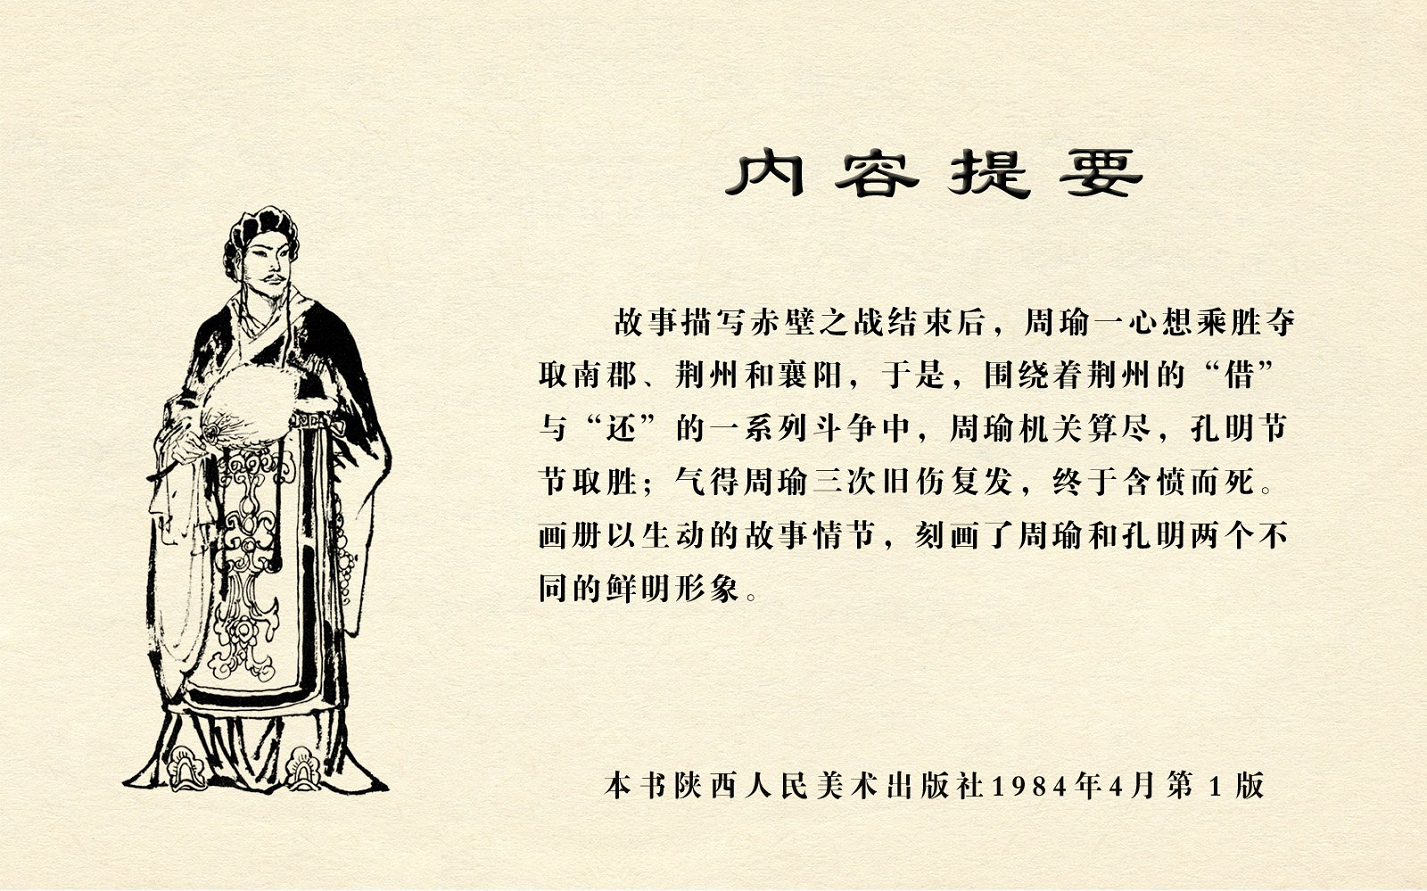 内容提要
故事描写赤壁之战结束后，周瑜一心想乘胜夺
取南郡、荆州和襄阳，于是，围绕着荆州的“借”
与“还”的一系列斗争中，周瑜机关算尽，孔明节
节取胜；气得周瑜三次旧伤复发，终于含愤而死。
画册以生动的故事情节，刻画了周瑜和孔明两个不
同的鲜明形象。
本书陕西人民美术出版社1984年4月第1版